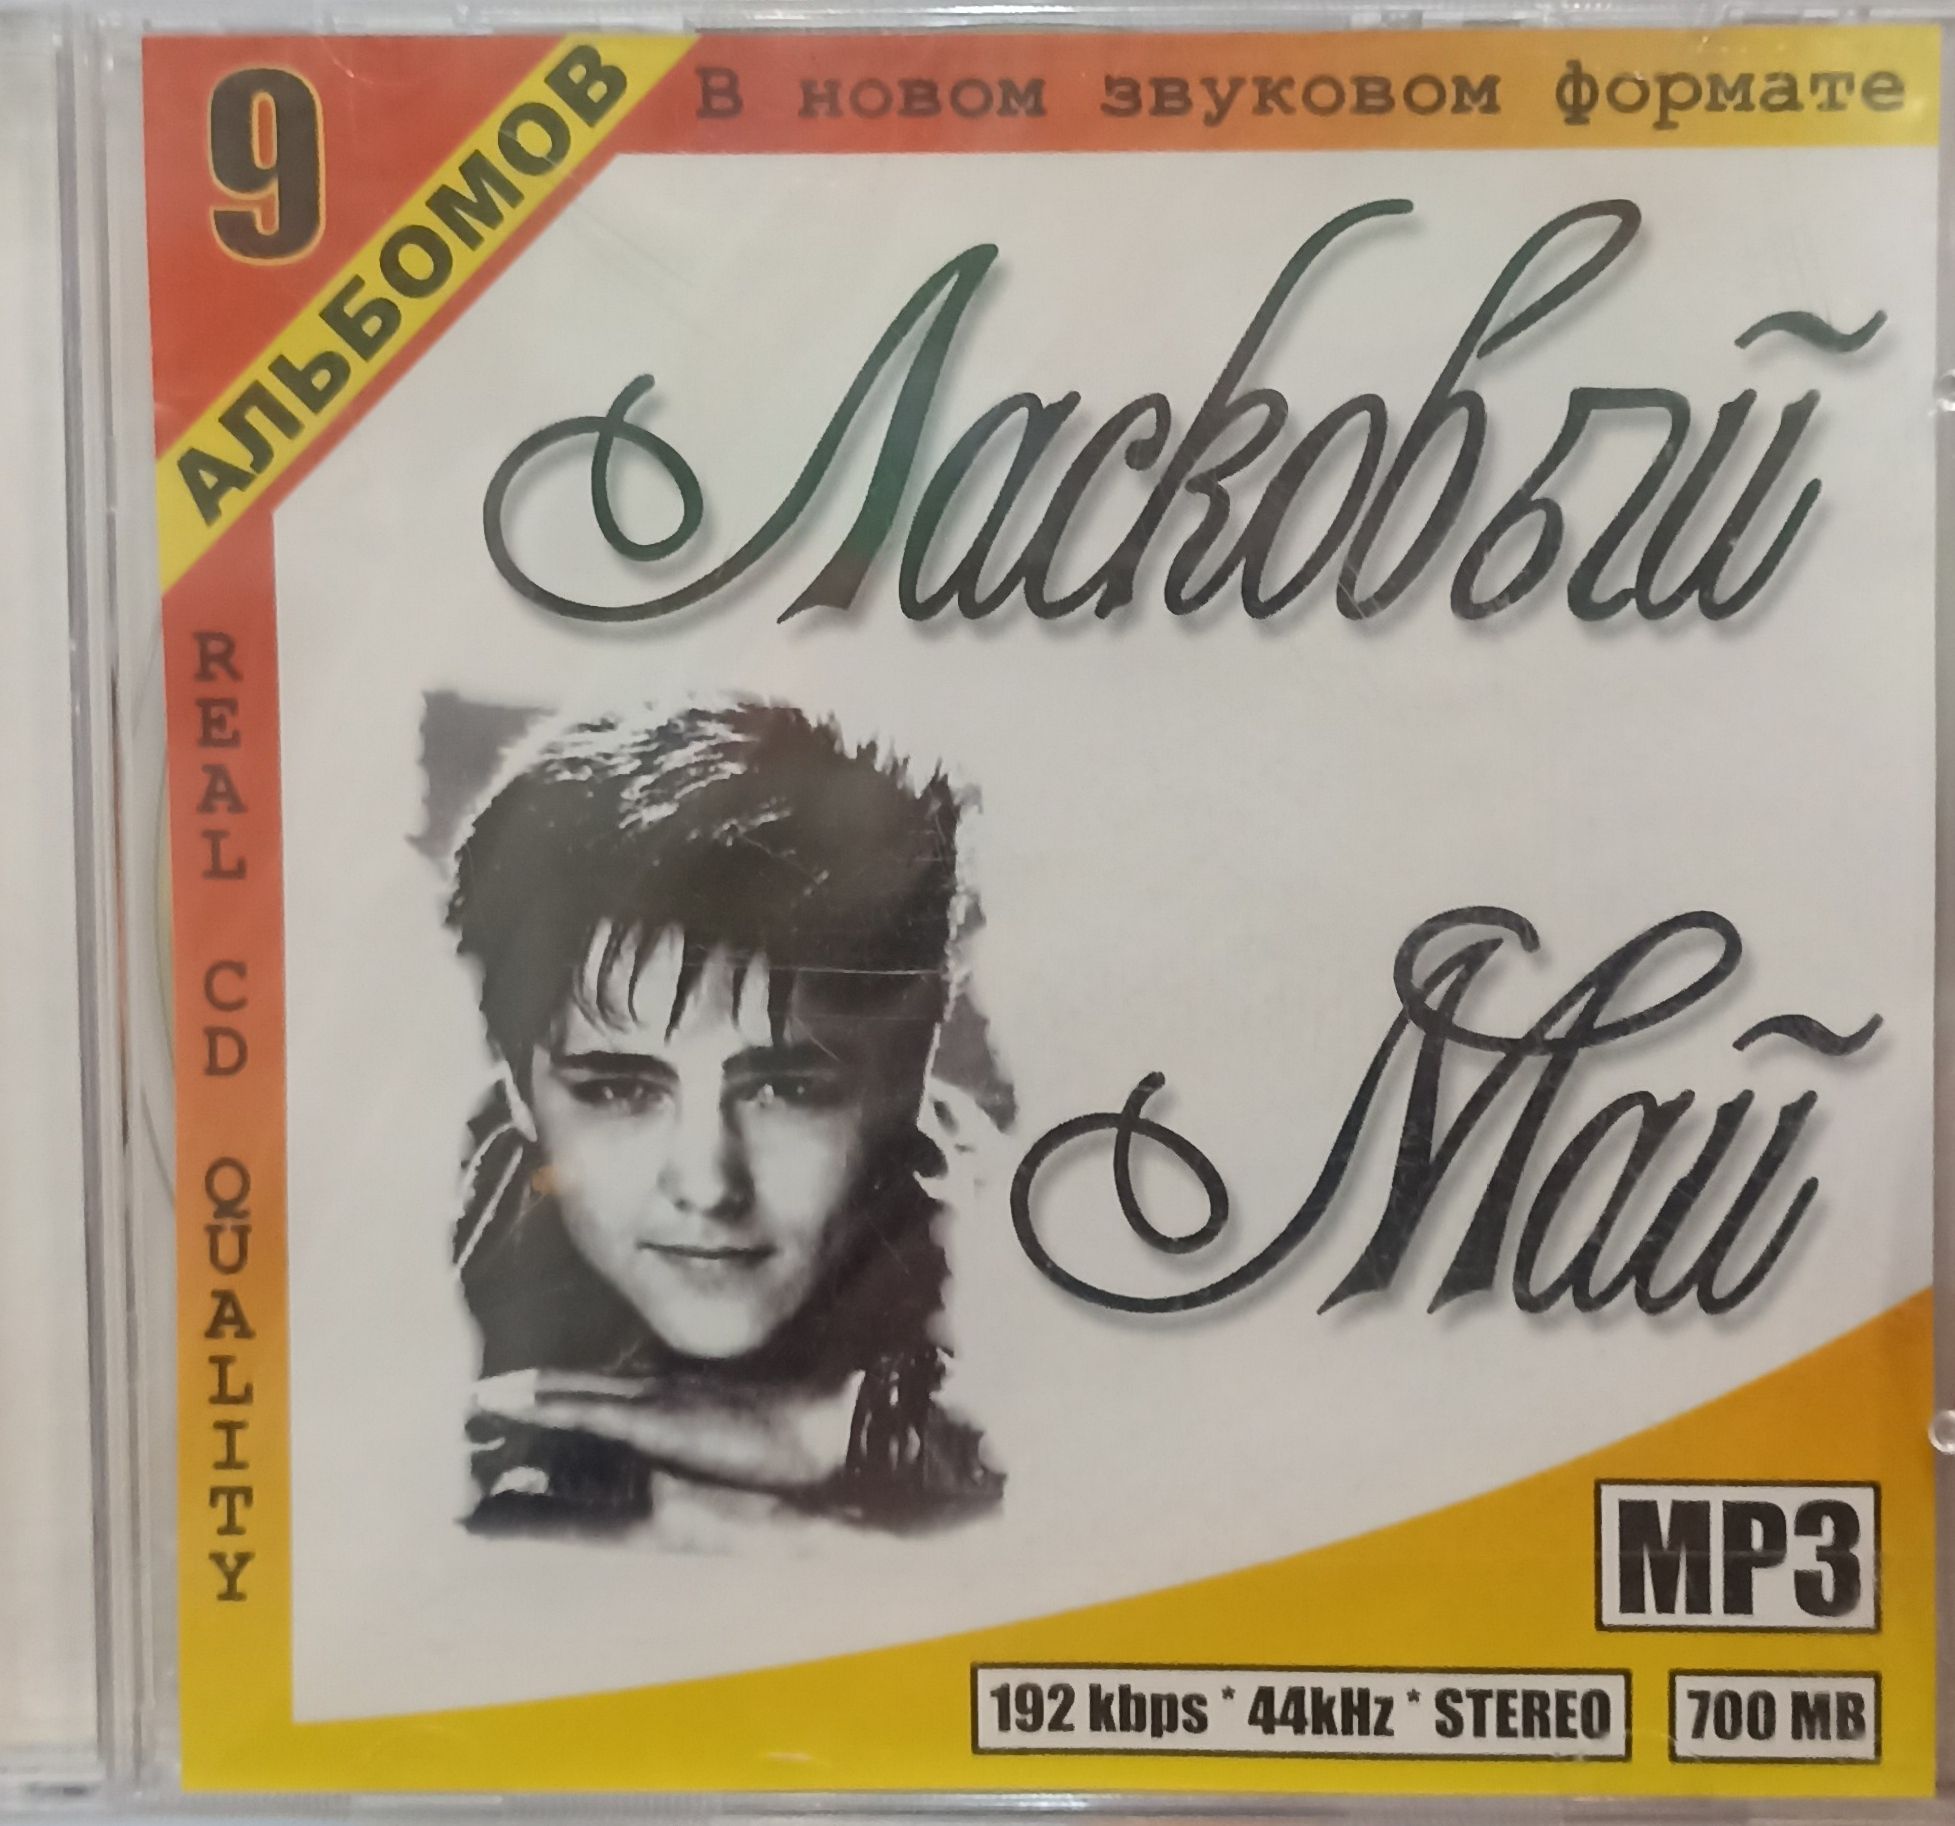 9
АЛЬБОМОВ
В новом звуковом формате
Ласковый
Май
REAL CD QUALITY
MP3
192 kbps * 44kHz * STEREO
700 MB